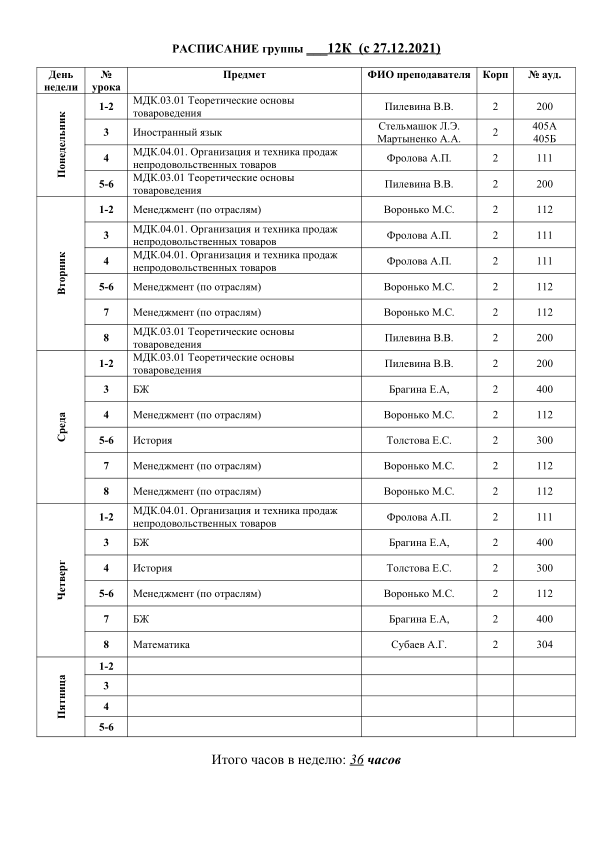 РАСПИСАНИЕ группы ___12К (с 27.12.2021)
День недели № урока Предмет ФИО преподавателя Корп № ауд.
Понедельник
1-2 МДК.03.01 Теоретические основы товароведения Пилевина В.В. 2 200
3 Иностранный язык Стельмашок Л.Э. Мартыненко А.А. 2 405А 405Б
4 МДК.04.01. Организация и техника продаж непродовольственных товаров Фролова А.П. 2 111
5-6 МДК.03.01 Теоретические основы товароведения Пилевина В.В. 2 200
Вторник
1-2 Менеджмент (по отраслям) Воронько М.С. 2 112
3 МДК.04.01. Организация и техника продаж непродовольственных товаров Фролова А.П. 2 111
4 МДК.04.01. Организация и техника продаж непродовольственных товаров Фролова А.П. 2 111
5-6 Менеджмент (по отраслям) Воронько М.С. 2 112
7 Менеджмент (по отраслям) Воронько М.С. 2 112
8 МДК.03.01 Теоретические основы товароведения Пилевина В.В. 2 200
Среда
1-2 МДК.03.01 Теоретические основы товароведения Пилевина В.В. 2 200
3 БЖ Брагина Е.А, 2 400
4 Менеджмент (по отраслям) Воронько М.С. 2 112
5-6 История Толстова Е.С. 2 300
7 Менеджмент (по отраслям) Воронько М.С. 2 112
8 Менеджмент (по отраслям) Воронько М.С. 2 112
Четверг
1-2 МДК.04.01. Организация и техника продаж непродовольственных товаров Фролова А.П. 2 111
3 БЖ Брагина Е.А, 2 400
4 История Толстова Е.С. 2 300
5-6 Менеджмент (по отраслям) Воронько М.С. 2 112
7 БЖ Брагина Е.А, 2 400
8 Математика Субаев А.Г. 2 304
Пятница
1-2
3
4
5-6
Итого часов в неделю: 36 часов